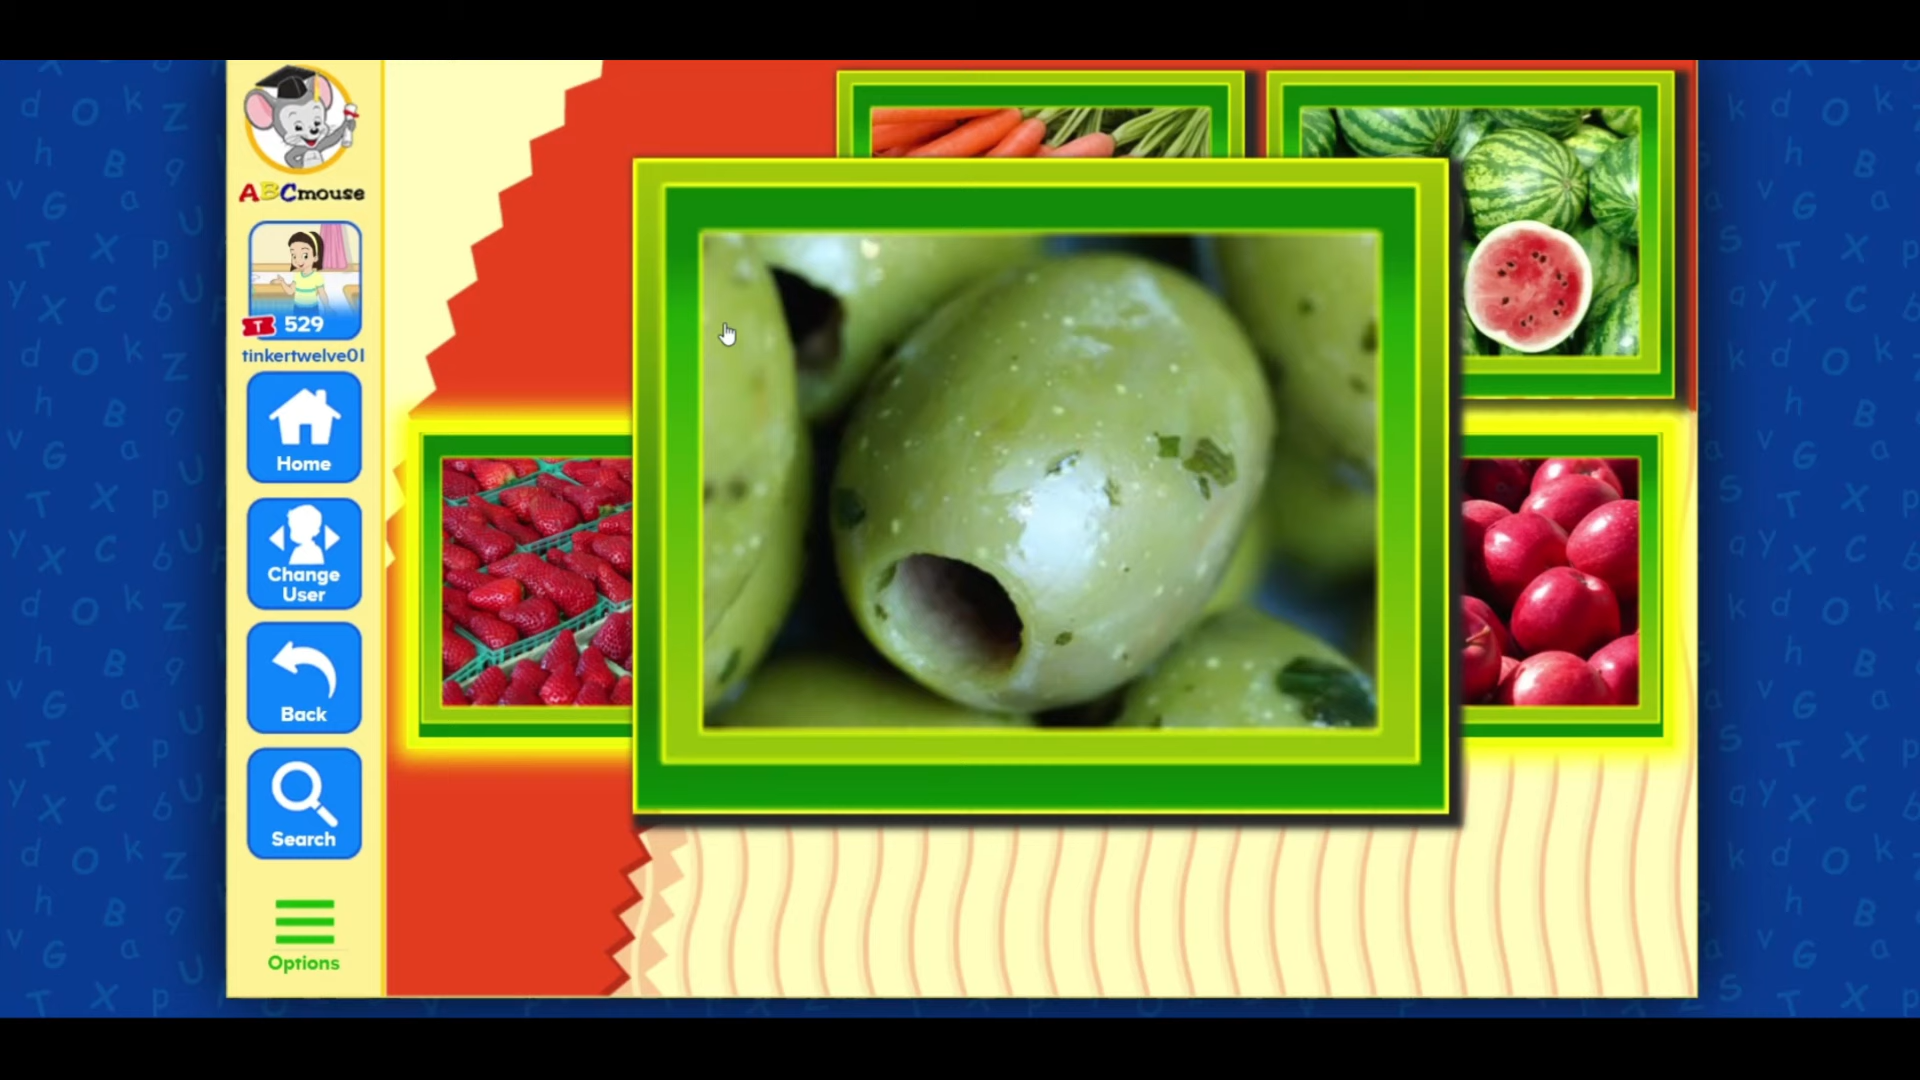 ABCmouse
T 529
tinkertwelve01
Home
Change
User
Back
Search
Options